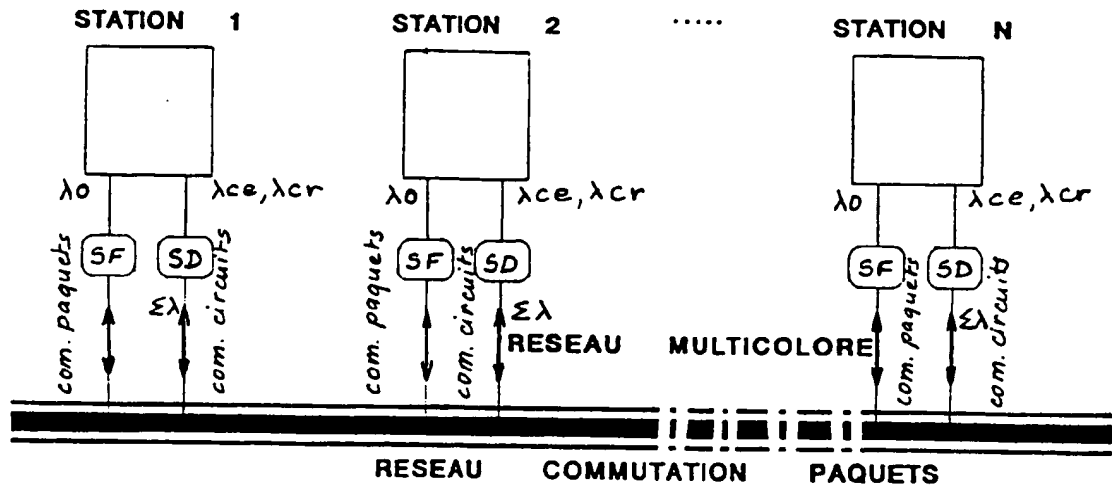 STATION 1
STATION 2
.....
STATION N
λo
λce, λcr
λo
λce, λcr
λo
λce, λcr
com. paquets
SF
SD
com. circuits
Σλ
com. paquets
SF
com. circuits
SD
Σλ
SF
com. paquets
SD
com. circuits
Σλ
RESEAU MULTICOLORE
RESEAU COMMUTATION PAQUETS